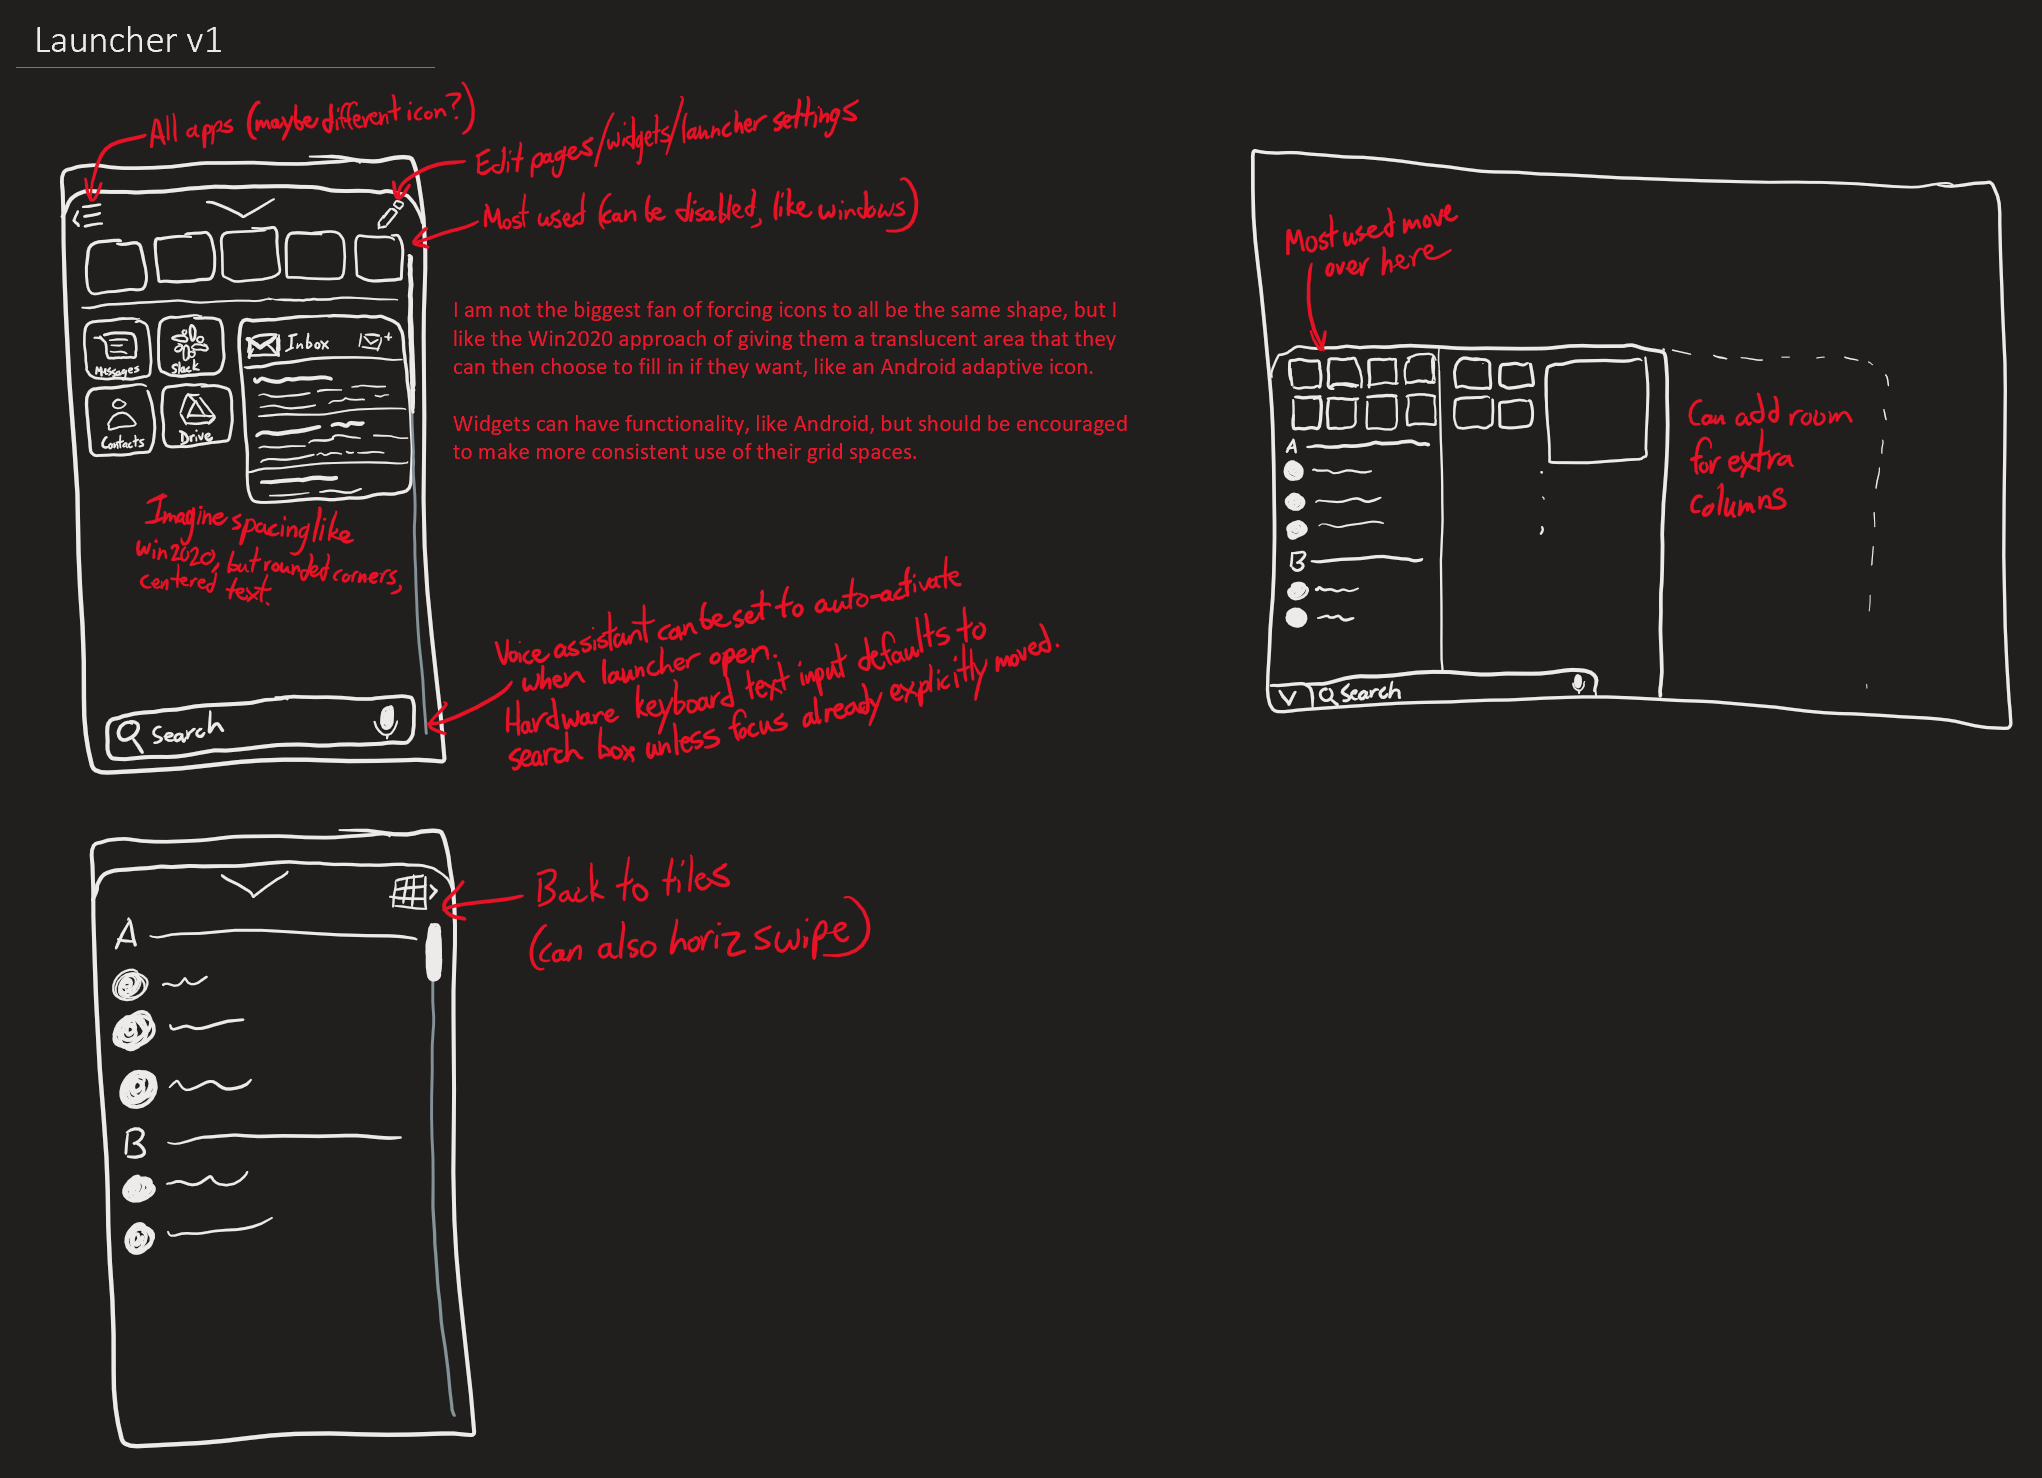 Launcher v1
All apps (maybe different icon?)
Edit pages/widgets/launcher settings
Most used (can be disabled, like windows)
I am not the biggest fan of forcing icons to all be the same shape, but I
like the Win2020 approach of giving them a translucent area that they
can then choose to fill in if they want, like an Android adaptive icon.
Widgets can have functionality, like Android, but should be encouraged
to make more consistent use of their grid spaces.
Messages
Slack
Inbox
Contacts
Drive
Imagine spacing like
win2020, but rounded corners,
centered text.
Voice assistant can be set to auto-activate
when launcher open.
Hardware keyboard text input defaults to
search box unless focus already explicitly moved.
Search
Most used move
over here
A
B
Can add room
for extra
columns
Search
Back to tiles
(can also horiz swipe)
A
B